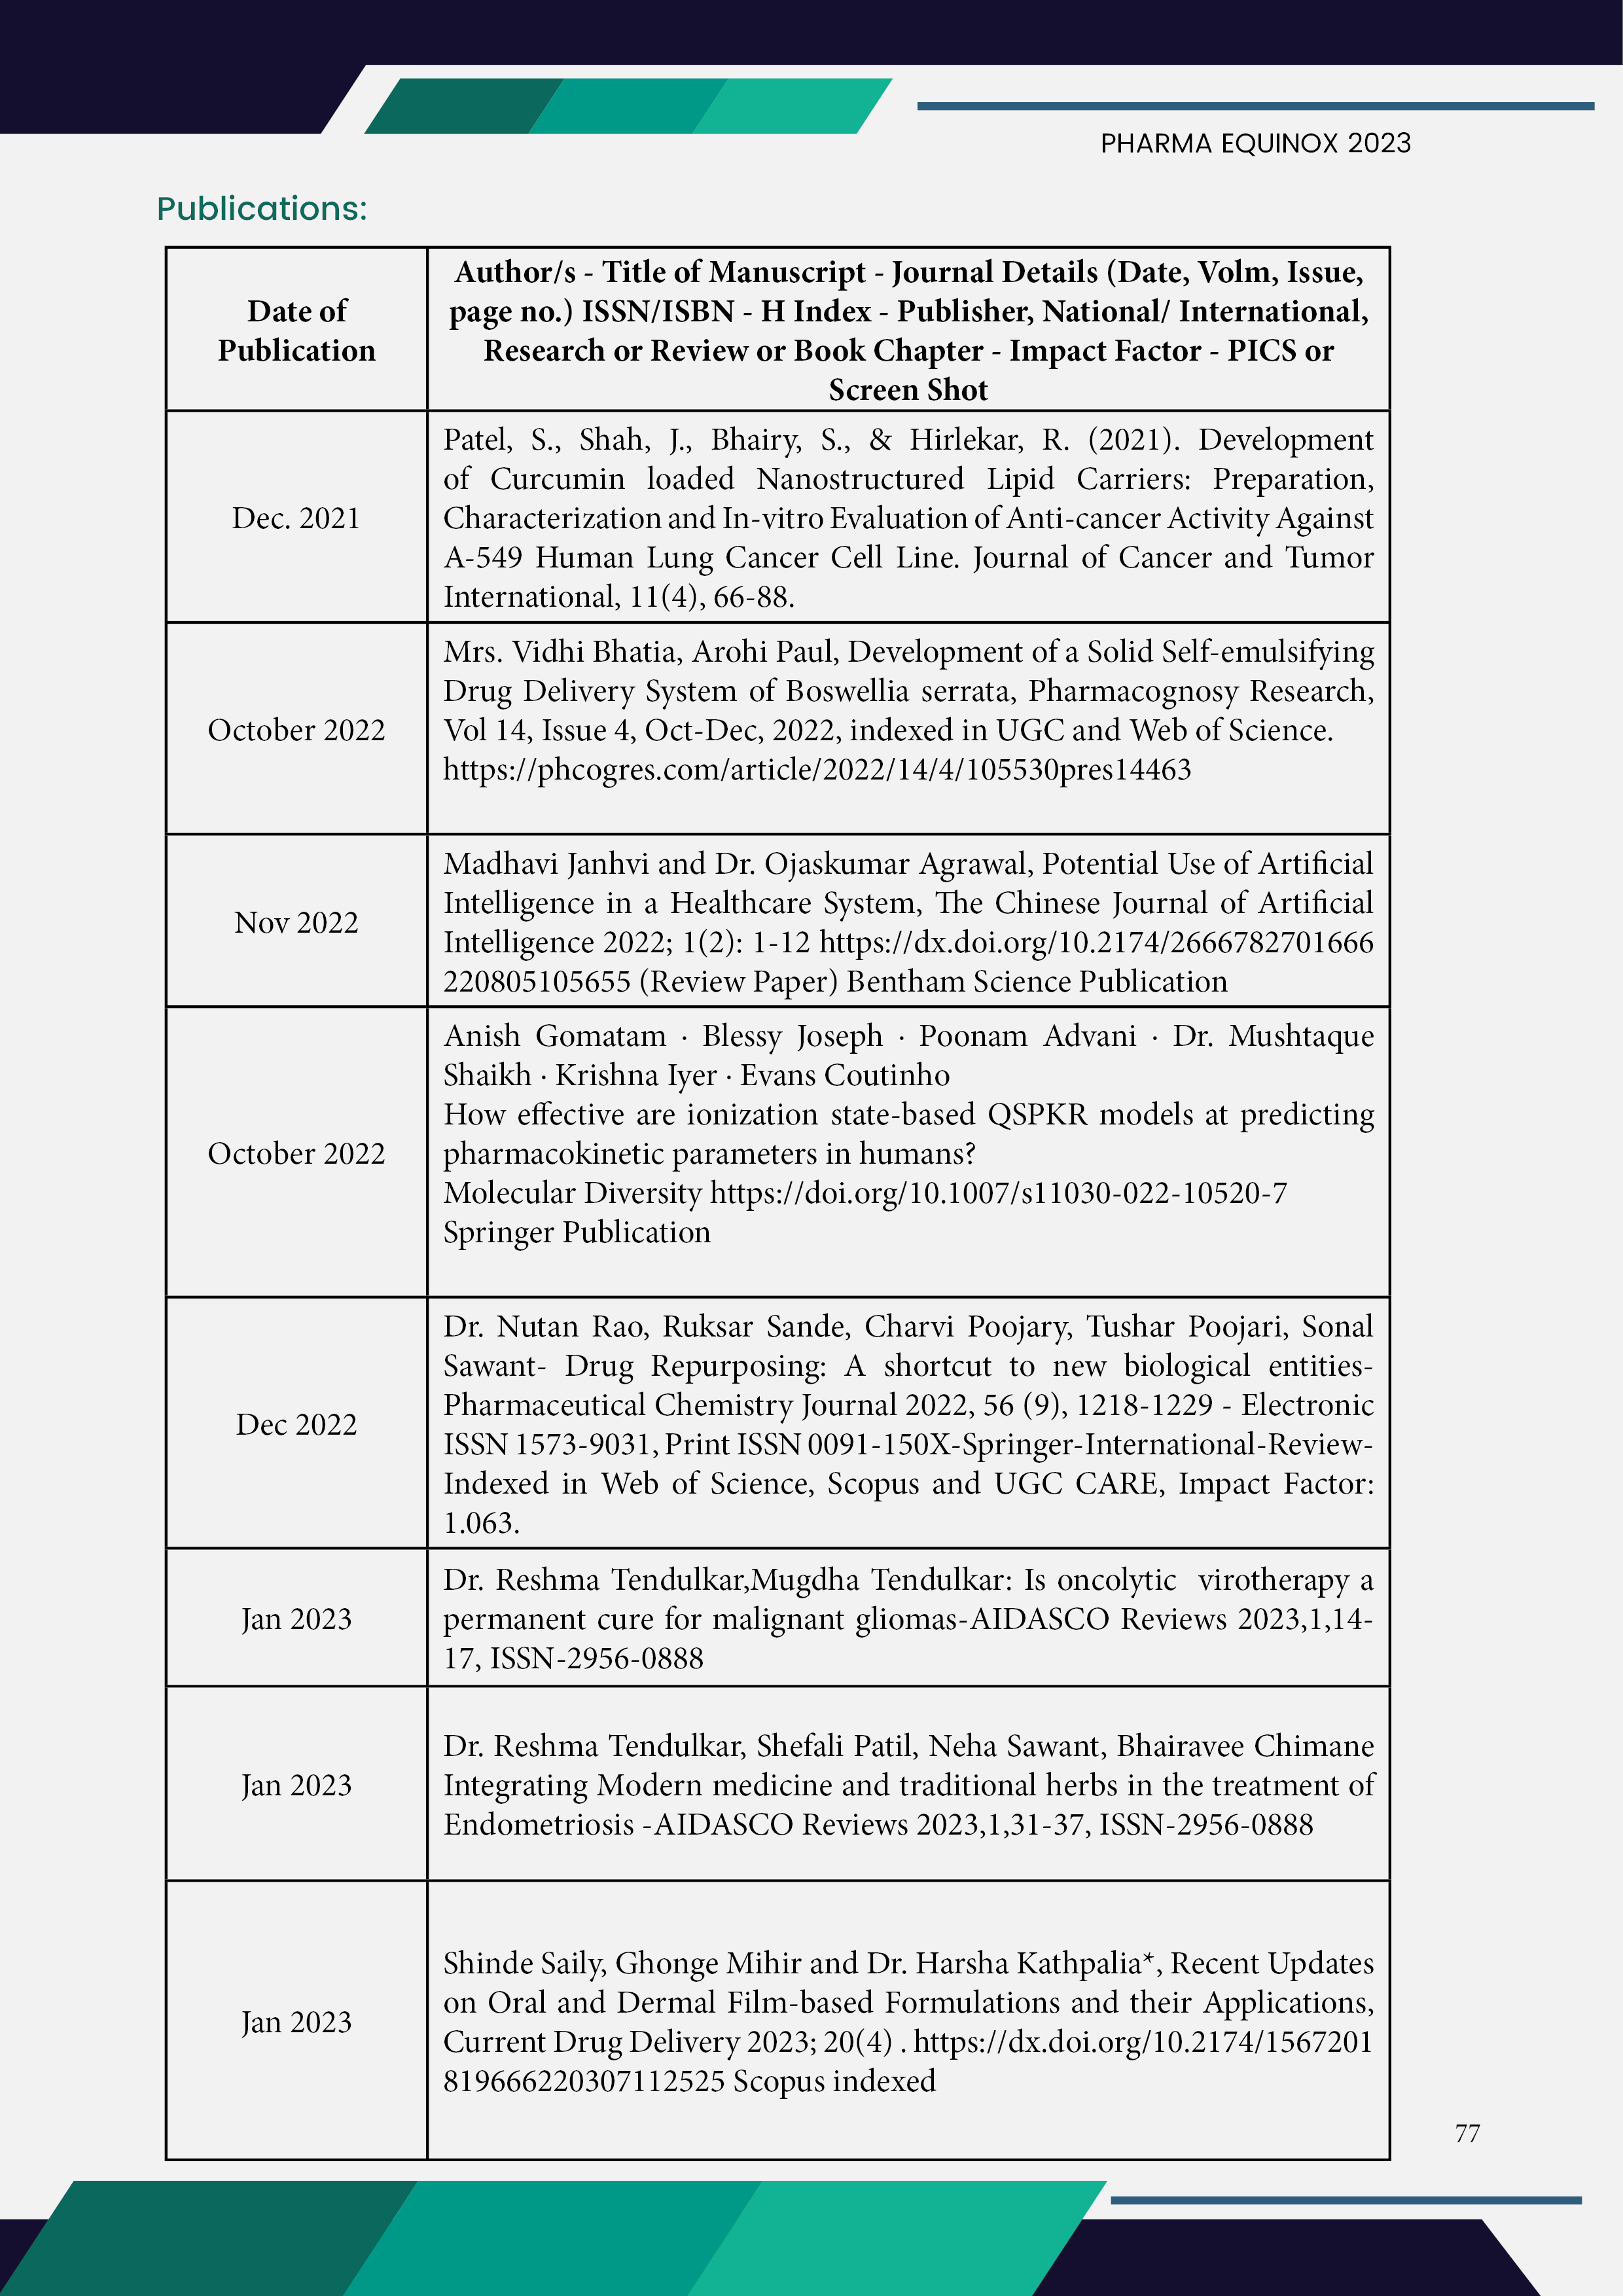 PHARMA EQUINOX 2023
Publications:
Date of
Publication
Author/s - Title of Manuscript - Journal Details (Date, Volm, Issue,
page no.) ISSN/ISBN - H Index - Publisher, National/ International,
Research or Review or Book Chapter - Impact Factor - PICS or
Screen Shot
Dec. 2021
Patel, S., Shah, J., Bhairy, S., & Hirlekar, R. (2021). Development
of Curcumin loaded Nanostructured Lipid Carriers: Preparation,
Characterization and In-vitro Evaluation of Anti-cancer Activity Against
A-549 Human Lung Cancer Cell Line. Journal of Cancer and Tumor
International, 11(4), 66-88.
October 2022
Mrs. Vidhi Bhatia, Arohi Paul, Development of a Solid Self-emulsifying
Drug Delivery System of Boswellia serrata, Pharmacognosy Research,
Vol 14, Issue 4, Oct-Dec, 2022, indexed in UGC and Web of Science.
https://phcogres.com/article/2022/14/4/105530pres14463
Nov 2022
Madhavi Janhvi and Dr. Ojaskumar Agrawal, Potential Use of Artificial
Intelligence in a Healthcare System, The Chinese Journal of Artificial
Intelligence 2022; 1(2): 1-12 https://dx.doi.org/10.2174/2666782701666
220805105655 (Review Paper) Bentham Science Publication
October 2022
Anish Gomatam · Blessy Joseph · Poonam Advani · Dr. Mushtaque
Shaikh · Krishna Iyer · Evans Coutinho
How effective are ionization state-based QSPKR models at predicting
pharmacokinetic parameters in humans?
Molecular Diversity https://doi.org/10.1007/s11030-022-10520-7
Springer Publication
Dec 2022
Dr. Nutan Rao, Ruksar Sande, Charvi Poojary, Tushar Poojari, Sonal
Sawant- Drug Repurposing: A shortcut to new biological entities-
Pharmaceutical Chemistry Journal 2022, 56 (9), 1218-1229 - Electronic
ISSN 1573-9031, Print ISSN 0091-150X-Springer-International-Review-
Indexed in Web of Science, Scopus and UGC CARE, Impact Factor:
1.063.
Jan 2023
Dr. Reshma Tendulkar,Mugdha Tendulkar: Is oncolytic virotherapy a
permanent cure for malignant gliomas-AIDASCO Reviews 2023,1,14-
17, ISSN-2956-0888
Jan 2023
Dr. Reshma Tendulkar, Shefali Patil, Neha Sawant, Bhairavee Chimane
Integrating Modern medicine and traditional herbs in the treatment of
Endometriosis -AIDASCO Reviews 2023,1,31-37, ISSN-2956-0888
Jan 2023
Shinde Saily, Ghonge Mihir and Dr. Harsha Kathpalia*, Recent Updates
on Oral and Dermal Film-based Formulations and their Applications,
Current Drug Delivery 2023; 20(4) . https://dx.doi.org/10.2174/1567201
819666220307112525 Scopus indexed
77